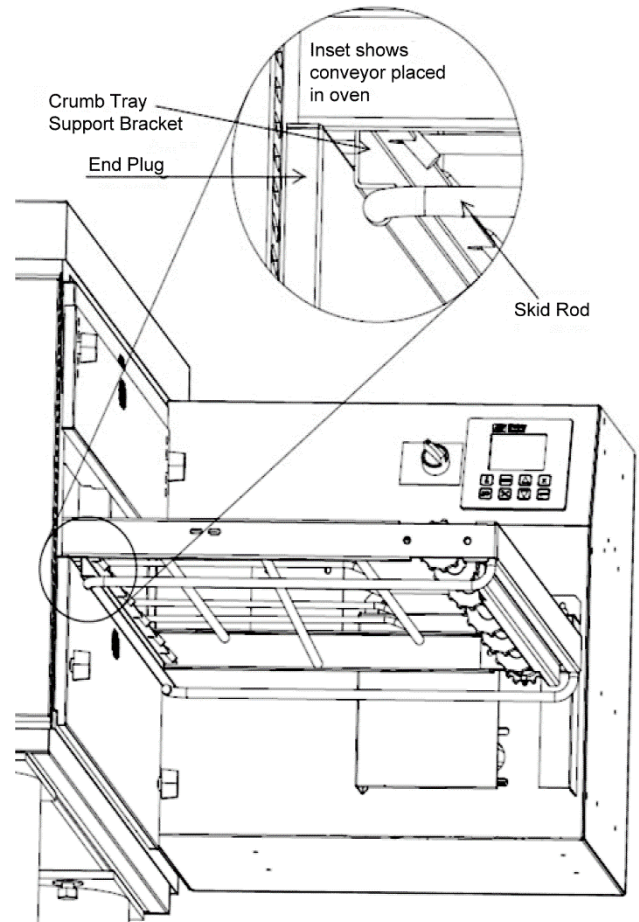 Inset shows
conveyor placed
in oven
Crumb Tray
Support Bracket
End Plug
Skid Rod